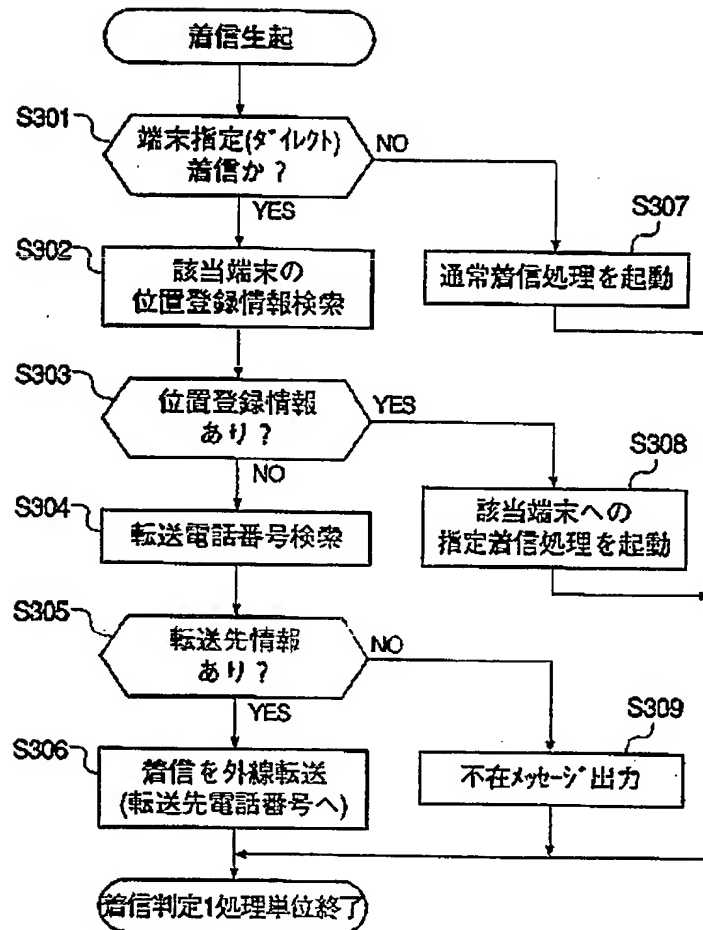 着信生起
S301
端末指定(ダイレクト)
着信か？
NO
YES
S307
通常着信処理を起動
S302
該当端末の
位置登録情報検索
S303
位置登録情報
あり？
YES
NO
S308
該当端末への
指定着信処理を起動
S304
転送電話番号検索
S305
転送先情報
あり？
NO
YES
S309
不在メッセージ出力
S306
着信を外線転送
(転送先電話番号へ)
着信判定1処理単位終了